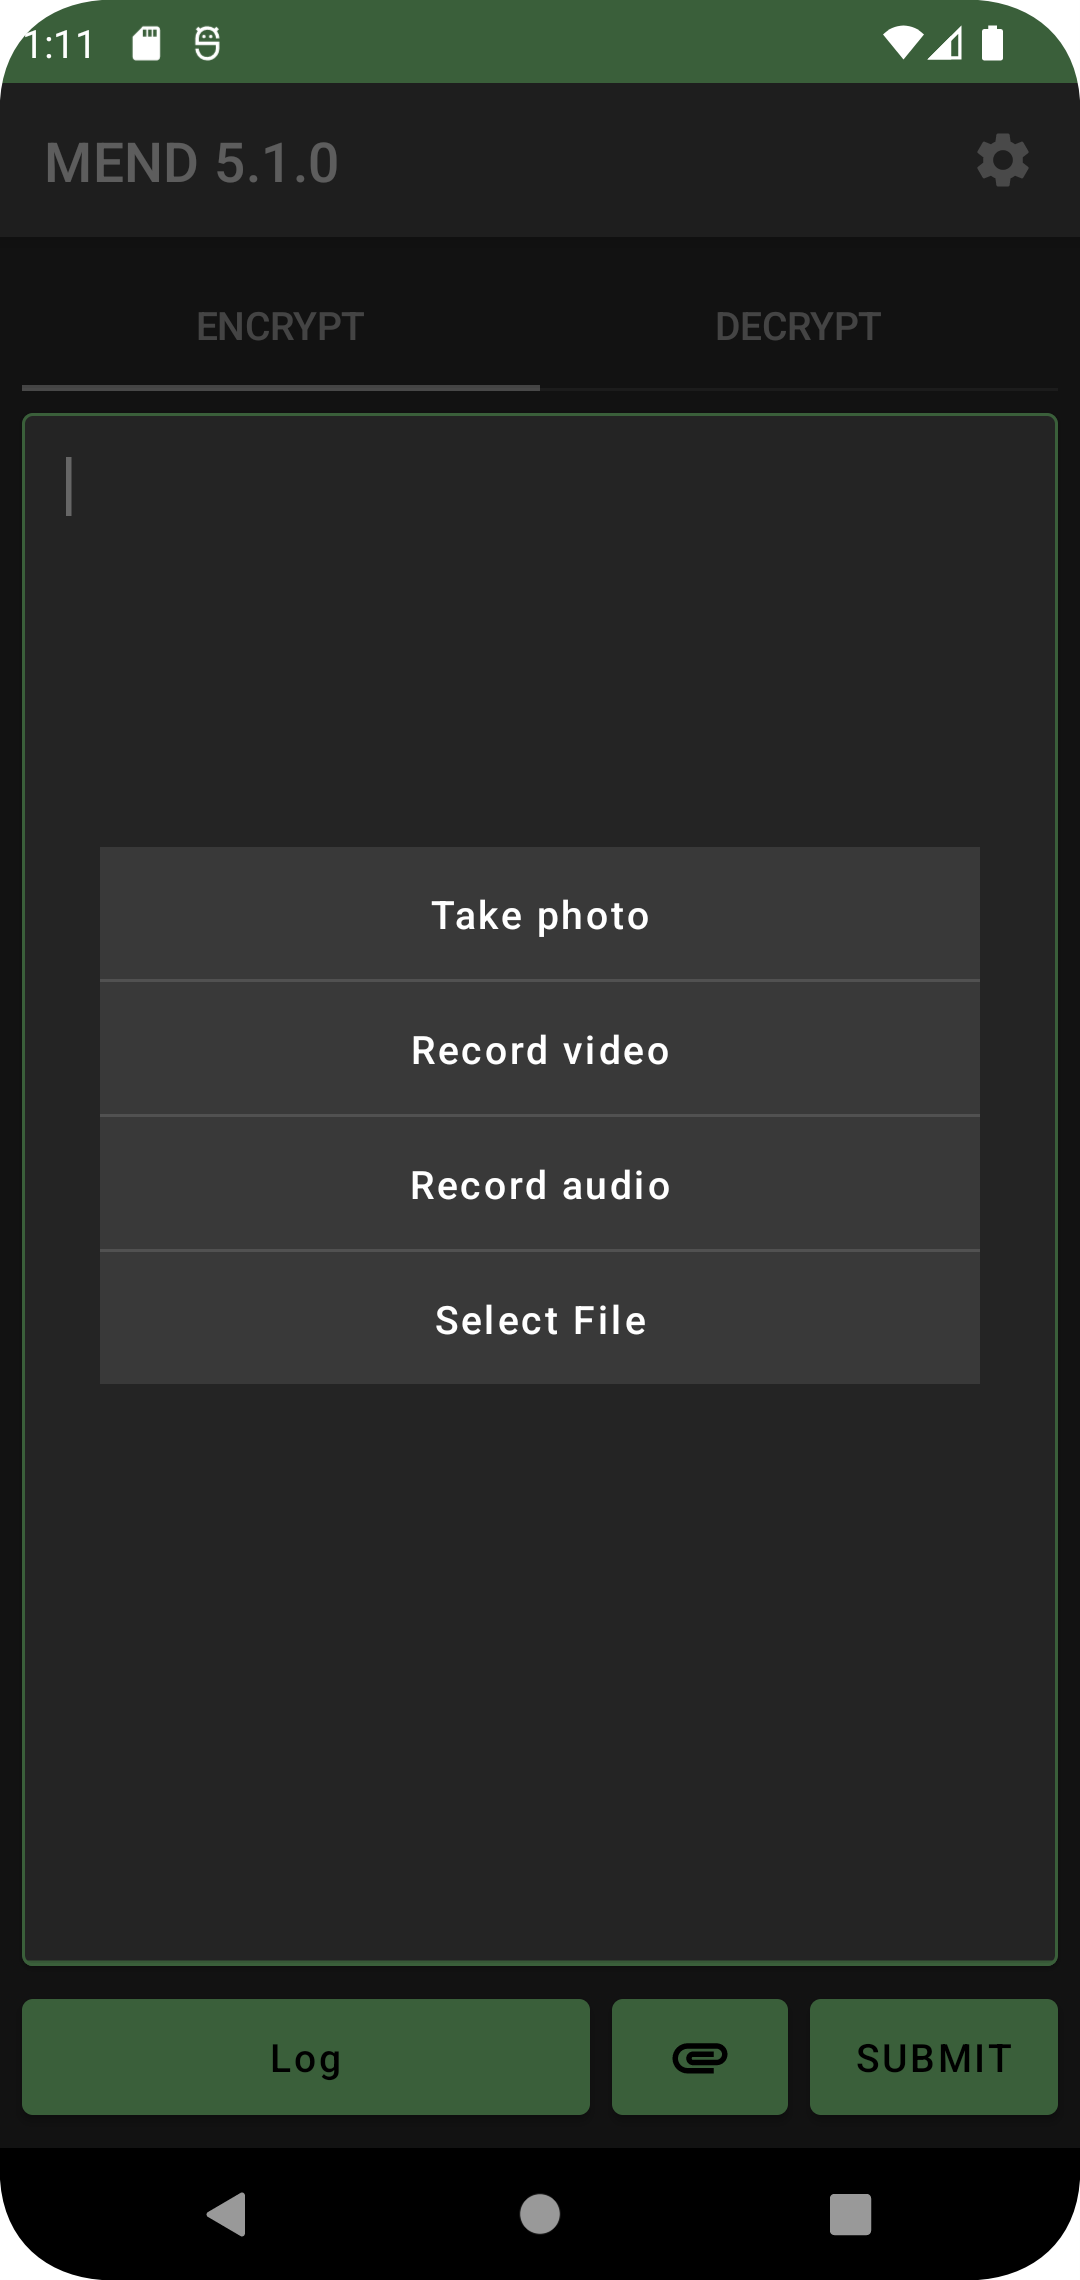 1:11
MEND 5.1.0
ENCRYPT
DECRYPT
Take photo
Record video
Record audio
Select File
Log
SUBMIT